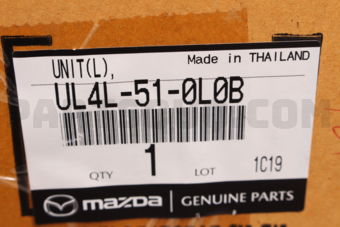 Made in THAILAND
UNIT(L),
UL4L-51-0L0B
QTY 1 LOT 1C19
mazda GENUINE PARTS